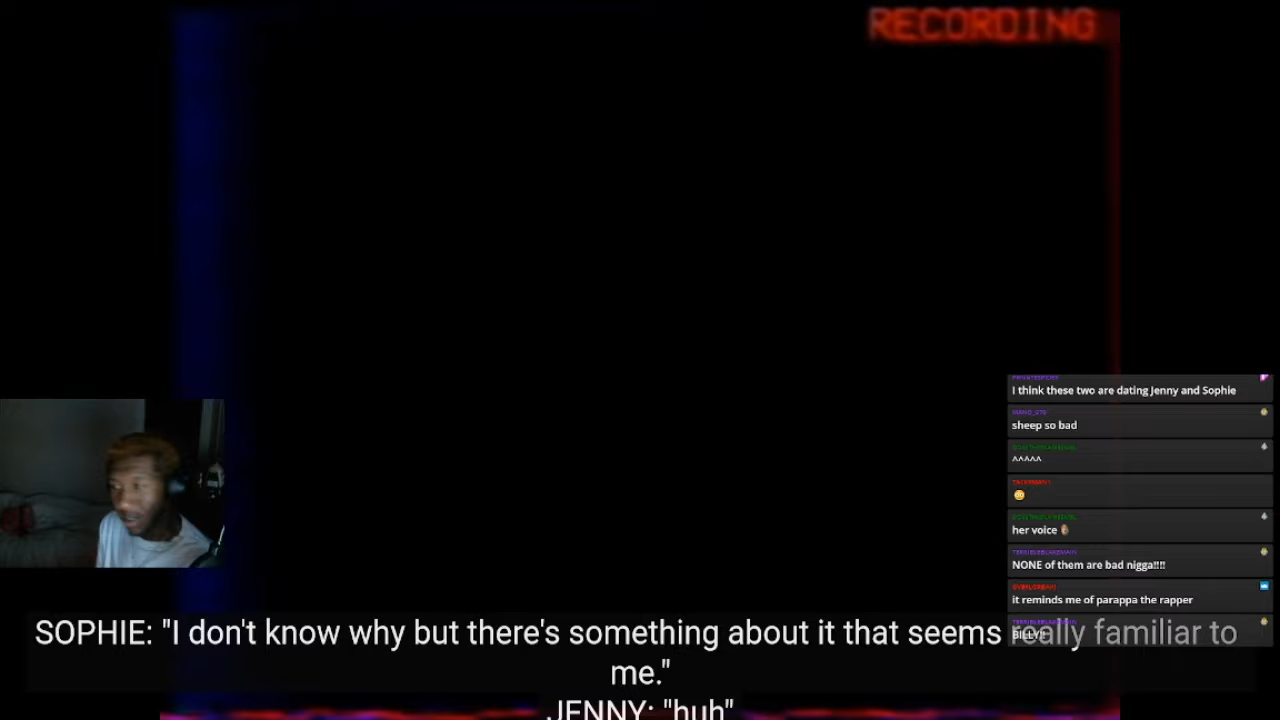 RECORDING
I think these two are dating Jenny and Sophie
sheep so bad
^^^^^
her voice
NONE of them are bad nigga!!!!
it reminds me of parappa the rapper
BILLY!!
SOPHIE: "I don't know why but there's something about it that seems really familiar to
me."
JENNY: "huh"